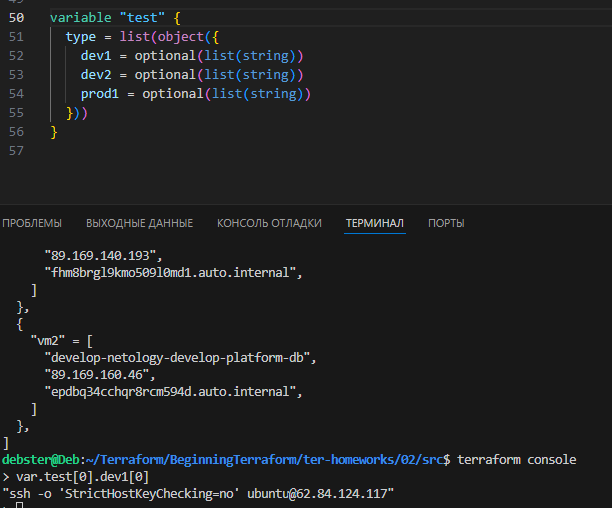 50 variable "test" {
51 type = list(object({
52 dev1 = optional(list(string))
53 dev2 = optional(list(string))
54 prod1 = optional(list(string))
55 }))
56 }
57
ПРОБЛЕМЫ ВЫХОДНЫЕ ДАННЫЕ КОНСОЛЬ ОТЛАДКИ ТЕРМИНАЛ ПОРТЫ
"89.169.140.193",
"fhm8brgl9kmo509l0md1.auto.internal",
]
},
{
"vm2" = [
"develop-netology-develop-platform-db",
"89.169.160.46",
"epdbq34cchqr8rcm594d.auto.internal",
]
},
]
debster@Deb:~/Terraform/BeginningTerraform/ter-homeworks/02/src$ terraform console
> var.test[0].dev1[0]
"ssh -o 'StrictHostKeyChecking=no' ubuntu@62.84.124.117"
>